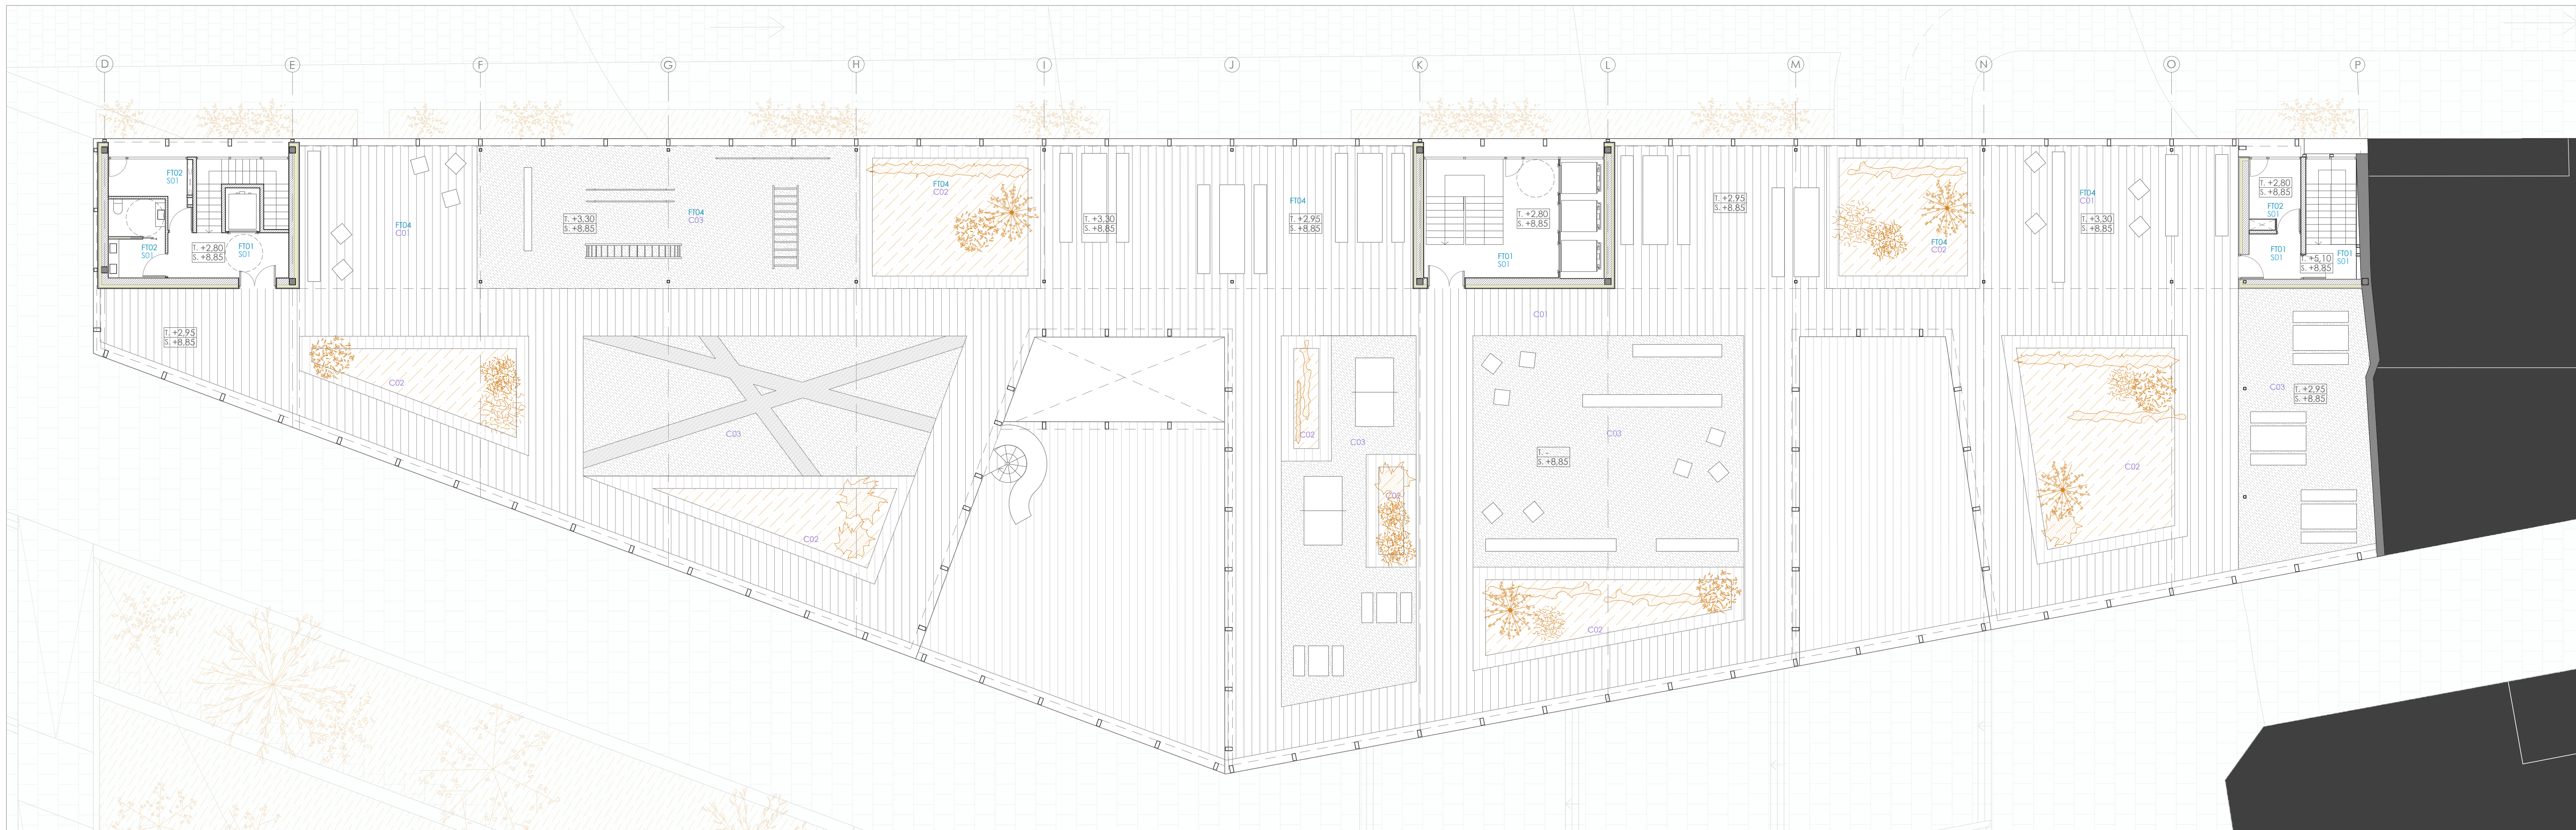 D E F G H I J K L M N O P
FT02
S01
FT02
S01
T. +2,80
S. +8,85
FT01
S01
FT04
C01
T. +3,30
S. +8,85
FT04
C03
FT04
C02
T. +3,30
S. +8,85
FT04
T. +2,95
S. +8,85
T. +2,80
S. +8,85
FT01
S01
T. +2,95
S. +8,85
FT04
C02
FT04
C01
T. +3,30
S. +8,85
T. +2,80
S. +8,85
FT02
S01
FT01
S01
FT01
S01
T. +5,10
S. +8,85
T. +2,95
S. +8,85
C01
C02
C03
C02
C02
C03
C02
C03
T. -
S. +8,85
C02
C02
C03
T. +2,95
S. +8,85